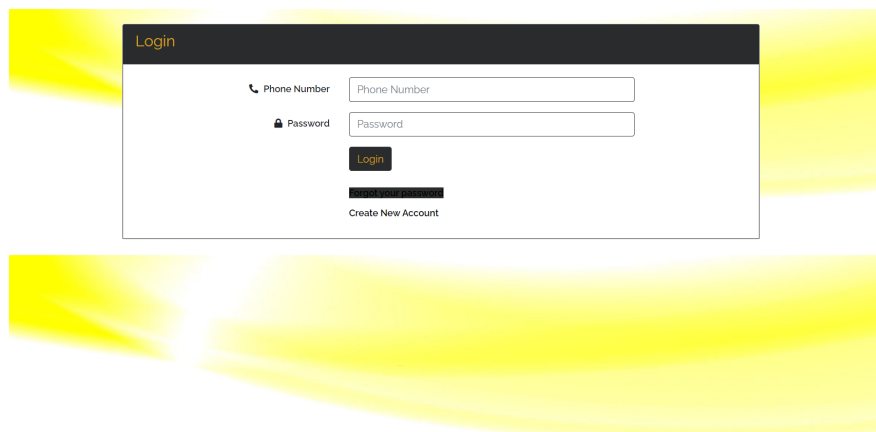 Login
Phone Number Phone Number
Password Password
Login
Forgot your password
Create New Account